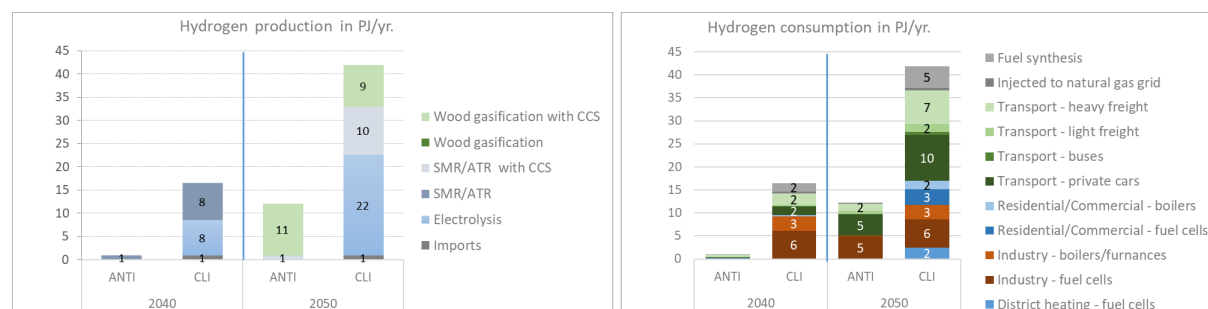 Hydrogen production in PJ/yr.
45
40
35
30
25
20
15
10
5
0
1
8
8
1
11
1
9
10
22
1
ANTI
CLI
ANTI
CLI
2040
2050
Wood gasification with CCS
Wood gasification
SMR/ATR with CCS
SMR/ATR
Electrolysis
Imports
Hydrogen consumption in PJ/yr.
45
40
35
30
25
20
15
10
5
0
2
2
2
3
6
2
5
5
5
7
2
10
2
3
3
6
2
ANTI
CLI
ANTI
CLI
2040
2050
Fuel synthesis
Injected to natural gas grid
Transport - heavy freight
Transport - light freight
Transport - buses
Transport - private cars
Residential/Commercial - boilers
Residential/Commercial - fuel cells
Industry - boilers/furnances
Industry - fuel cells
District heating - fuel cells